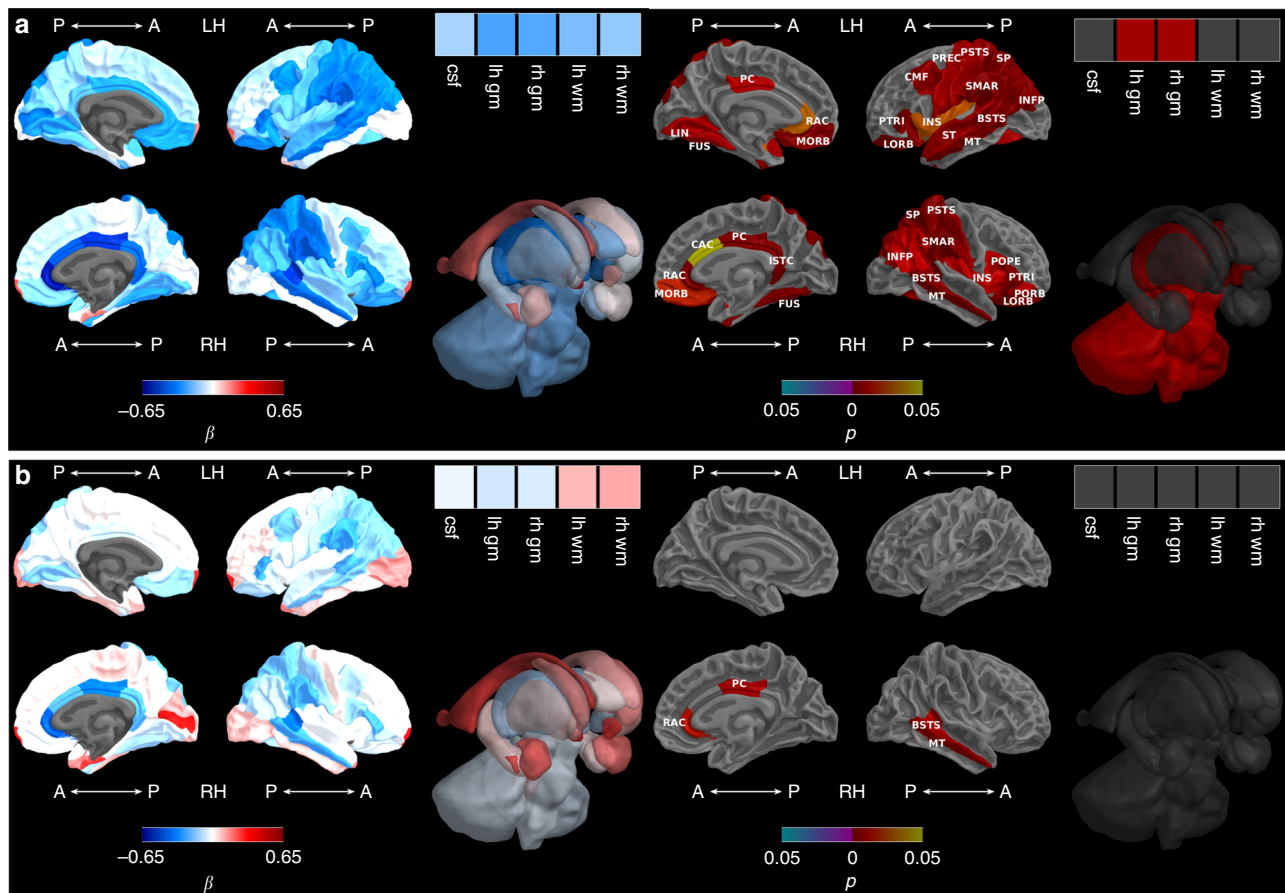 a
P A LH A P
csf
lh gm
rh gm
lh wm
rh wm
P A LH A P
csf
lh gm
rh gm
lh wm
rh wm
PC
RAC
LIN
FUS
MORB
PREC
PSTS
SP
CMF
SMAR
INFP
PTRI
INS
BSTS
ST
LORB
MT
CAC
PC
ISTC
RAC
MORB
FUS
SP
PSTS
SMAR
INFP
POPE
BSTS
INS
PTRI
MT
PORB
LORB
A P RH P A
A P RH P A
−0.65 0.65
β
0.05 0 0.05
p
b
P A LH A P
csf
lh gm
rh gm
lh wm
rh wm
P A LH A P
csf
lh gm
rh gm
lh wm
rh wm
PC
RAC
BSTS
MT
A P RH P A
A P RH P A
−0.65 0.65
β
0.05 0 0.05
p